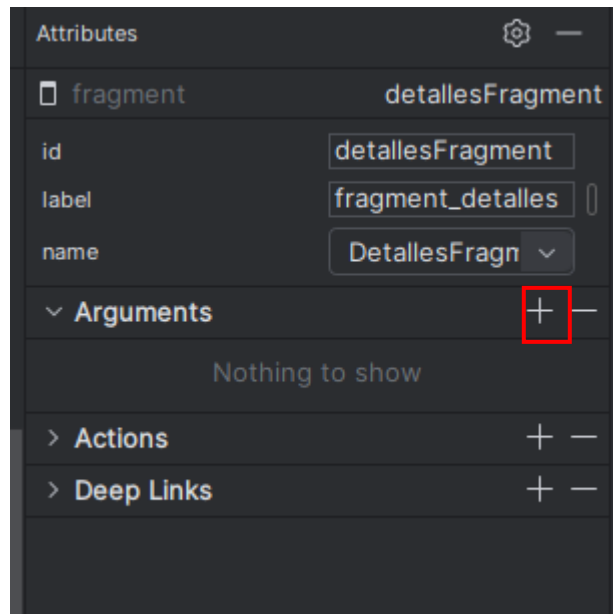 Attributes
fragment detallesFragment
id detallesFragment
label fragment_detalles
name DetallesFragm
Arguments
Nothing to show
Actions
Deep Links